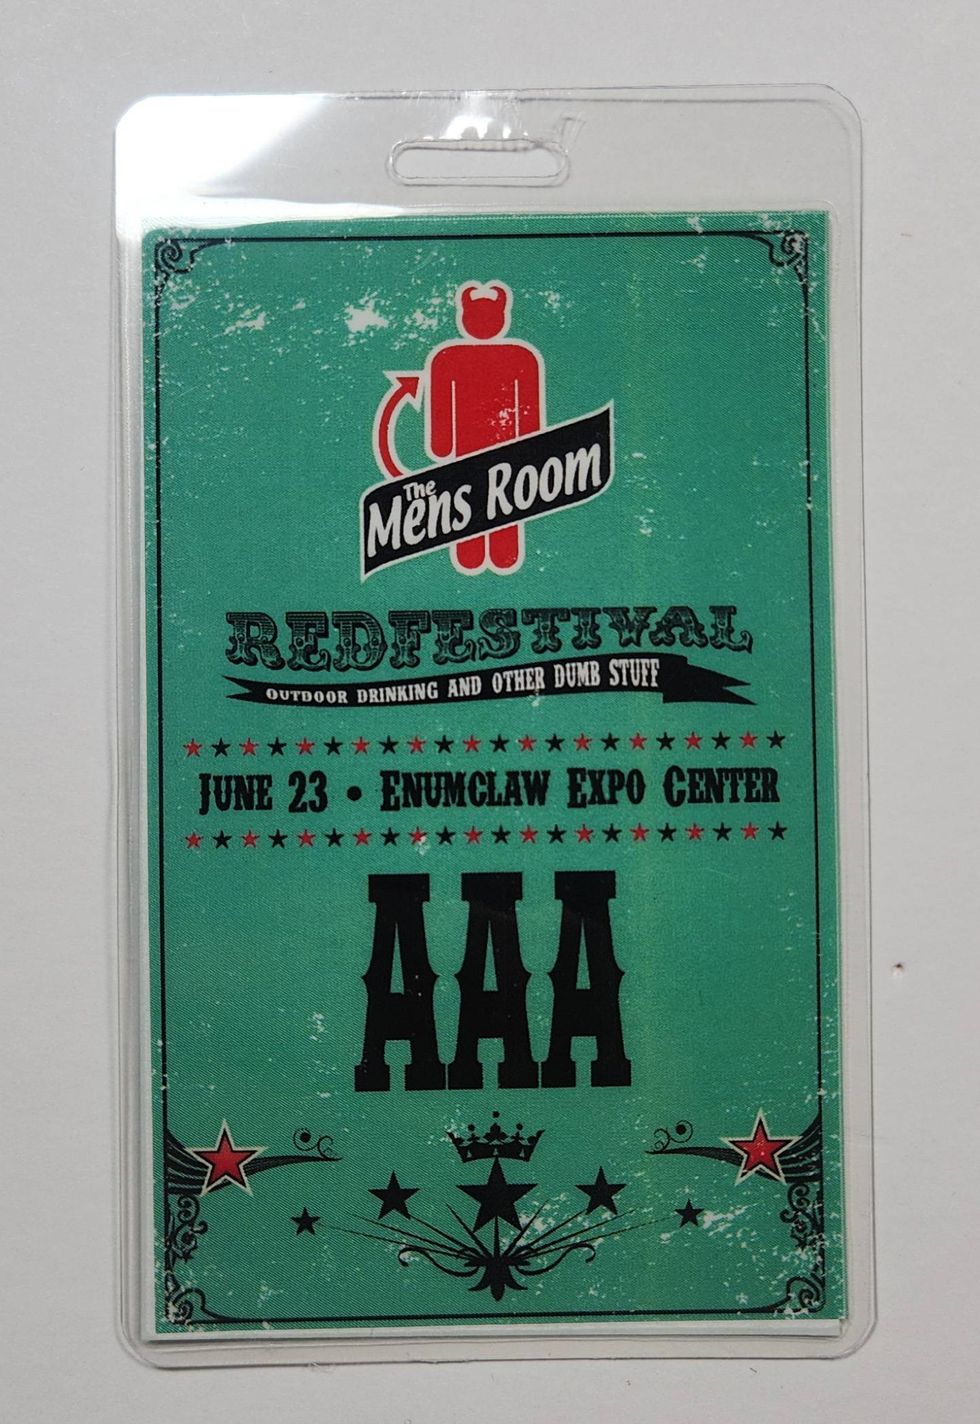 The
Mens Room
REDFESTIVAL
OUTDOOR DRINKING AND OTHER DUMB STUFF
JUNE 23 • ENUMCLAW EXPO CENTER
AAA